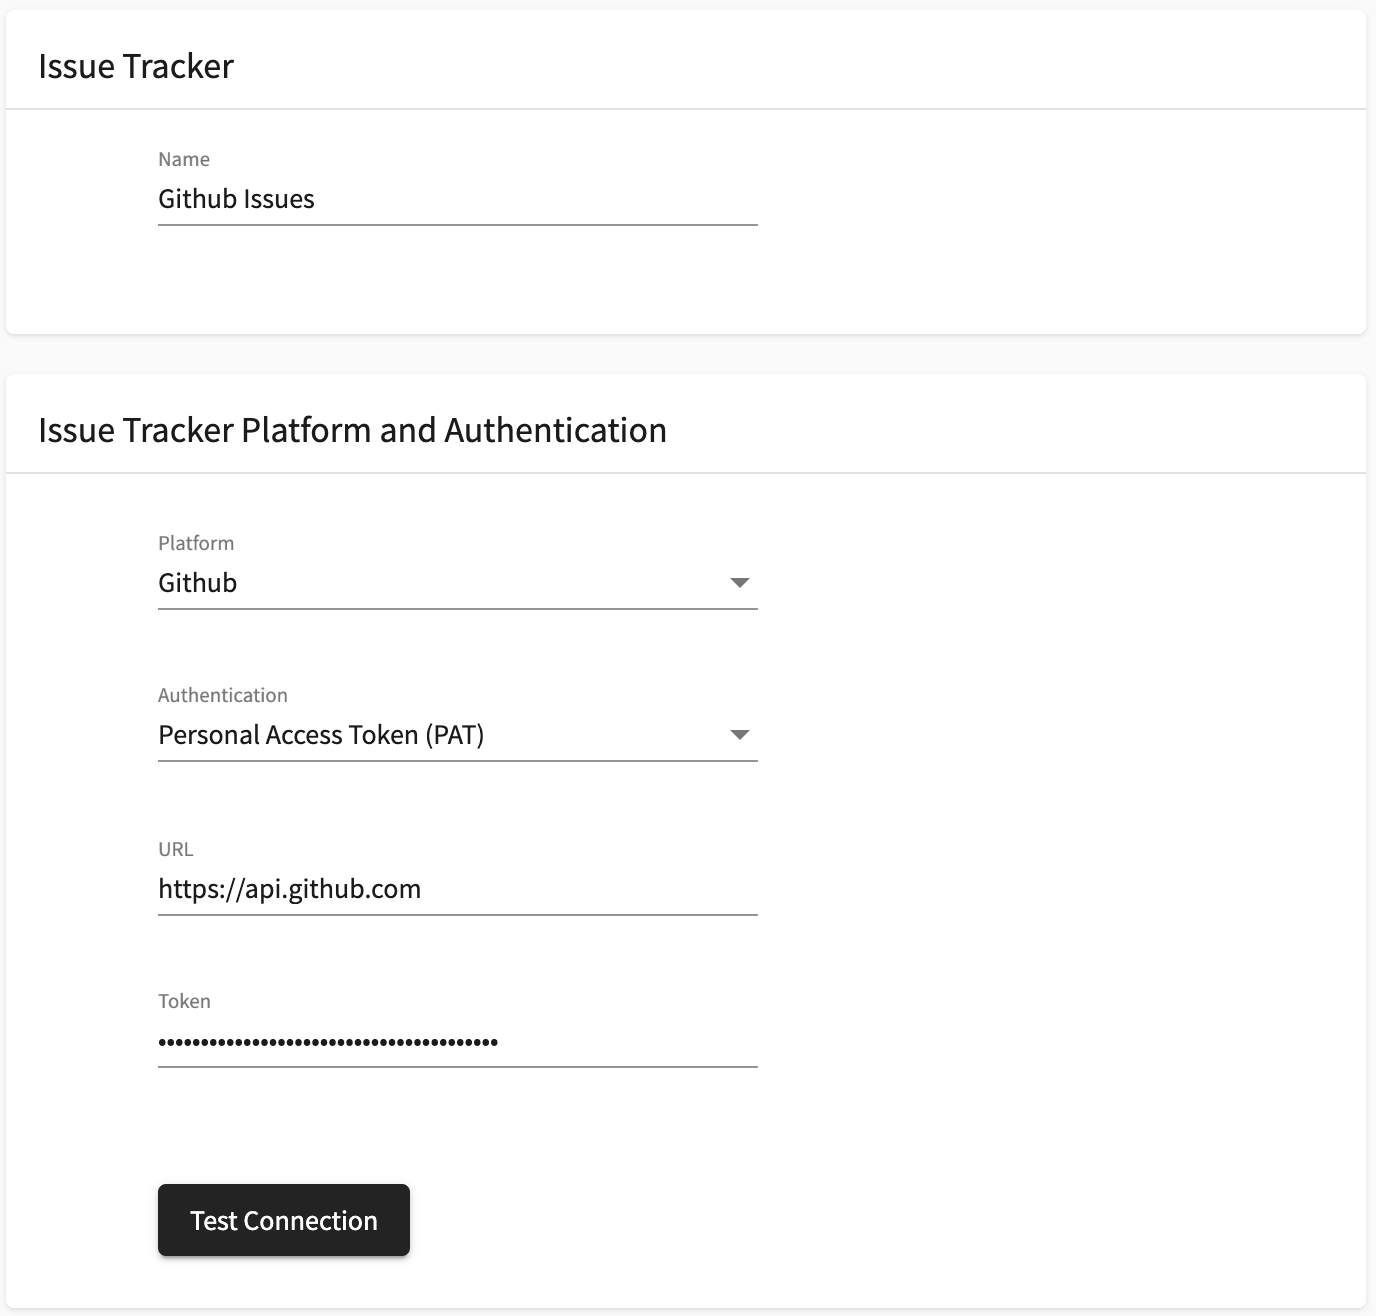 Issue Tracker
Name
Github Issues
Issue Tracker Platform and Authentication
Platform
Github
Authentication
Personal Access Token (PAT)
URL
https://api.github.com
Token
••••••••••••••••••••••••••••••••••••••••
Test Connection